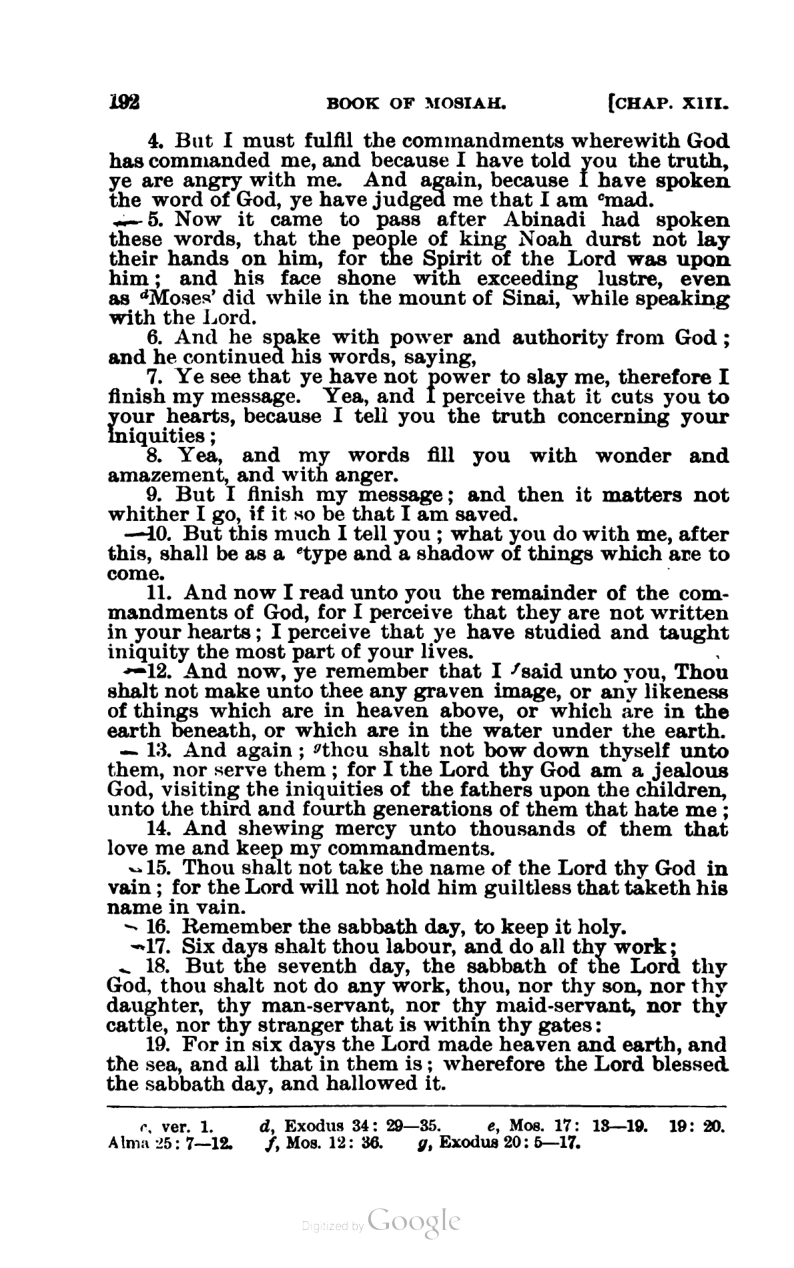 192 BOOK OF MOSIAH. [CHAP. XIII.
4. But I must fulfil the commandments wherewith God
has commanded me, and because I have told you the truth,
ye are angry with me. And again, because I have spoken
the word of God, ye have judged me that I am ᶜmad.
5. Now it came to pass after Abinadi had spoken
these words, that the people of king Noah durst not lay
their hands on him, for the Spirit of the Lord was upon
him; and his face shone with exceeding lustre, even
as ᵈMoses' did while in the mount of Sinai, while speaking
with the Lord.
6. And he spake with power and authority from God;
and he continued his words, saying,
7. Ye see that ye have not power to slay me, therefore I
finish my message. Yea, and I perceive that it cuts you to
your hearts, because I tell you the truth concerning your
iniquities;
8. Yea, and my words fill you with wonder and
amazement, and with anger.
9. But I finish my message; and then it matters not
whither I go, if it so be that I am saved.
10. But this much I tell you; what you do with me, after
this, shall be as a ᵉtype and a shadow of things which are to
come.
11. And now I read unto you the remainder of the com-
mandments of God, for I perceive that they are not written
in your hearts; I perceive that ye have studied and taught
iniquity the most part of your lives.
12. And now, ye remember that I ᶠsaid unto you, Thou
shalt not make unto thee any graven image, or any likeness
of things which are in heaven above, or which are in the
earth beneath, or which are in the water under the earth.
13. And again; ᵍthou shalt not bow down thyself unto
them, nor serve them; for I the Lord thy God am a jealous
God, visiting the iniquities of the fathers upon the children,
unto the third and fourth generations of them that hate me;
14. And shewing mercy unto thousands of them that
love me and keep my commandments.
15. Thou shalt not take the name of the Lord thy God in
vain; for the Lord will not hold him guiltless that taketh his
name in vain.
16. Remember the sabbath day, to keep it holy.
17. Six days shalt thou labour, and do all thy work;
18. But the seventh day, the sabbath of the Lord thy
God, thou shalt not do any work, thou, nor thy son, nor thy
daughter, thy man-servant, nor thy maid-servant, nor thy
cattle, nor thy stranger that is within thy gates:
19. For in six days the Lord made heaven and earth, and
the sea, and all that in them is; wherefore the Lord blessed
the sabbath day, and hallowed it.
c, ver. 1. d, Exodus 34: 29—35. e, Mos. 17: 13—19. 19: 20.
Alma 25: 7—12. f, Mos. 12: 36. g, Exodus 20: 5—17.
Digitized by Google